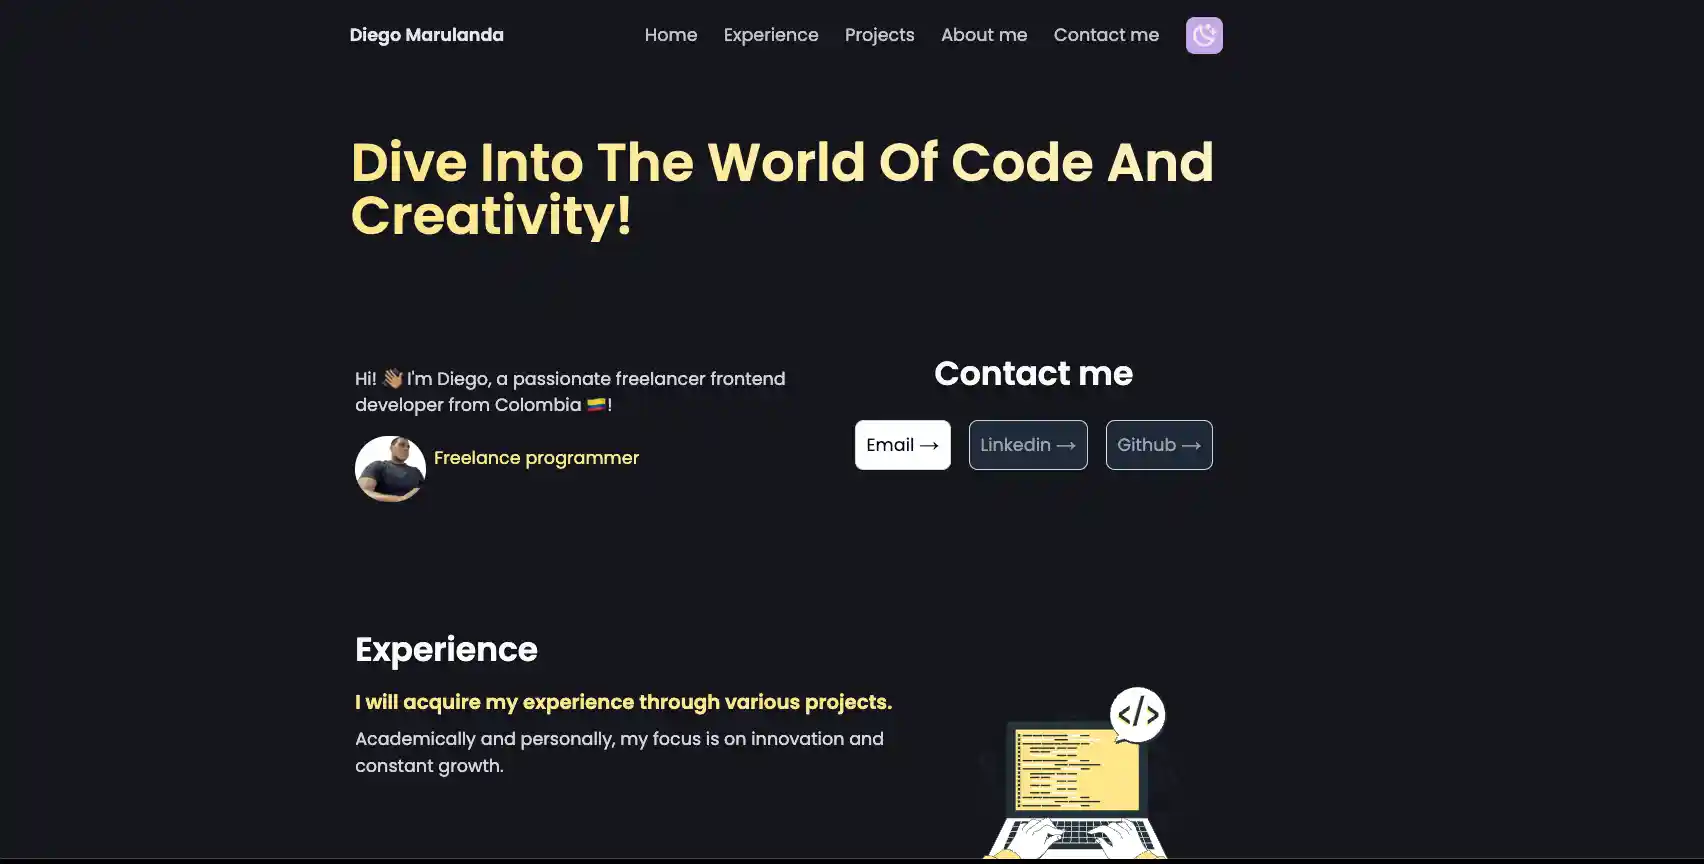 Diego Marulanda
Home Experience Projects About me Contact me
Dive Into The World Of Code And
Creativity!
Hi! 👋🏽 I'm Diego, a passionate freelancer frontend
developer from Colombia 🇨🇴!
Freelance programmer
Contact me
Email → Linkedin → Github →
Experience
I will acquire my experience through various projects.
Academically and personally, my focus is on innovation and
constant growth.
</>